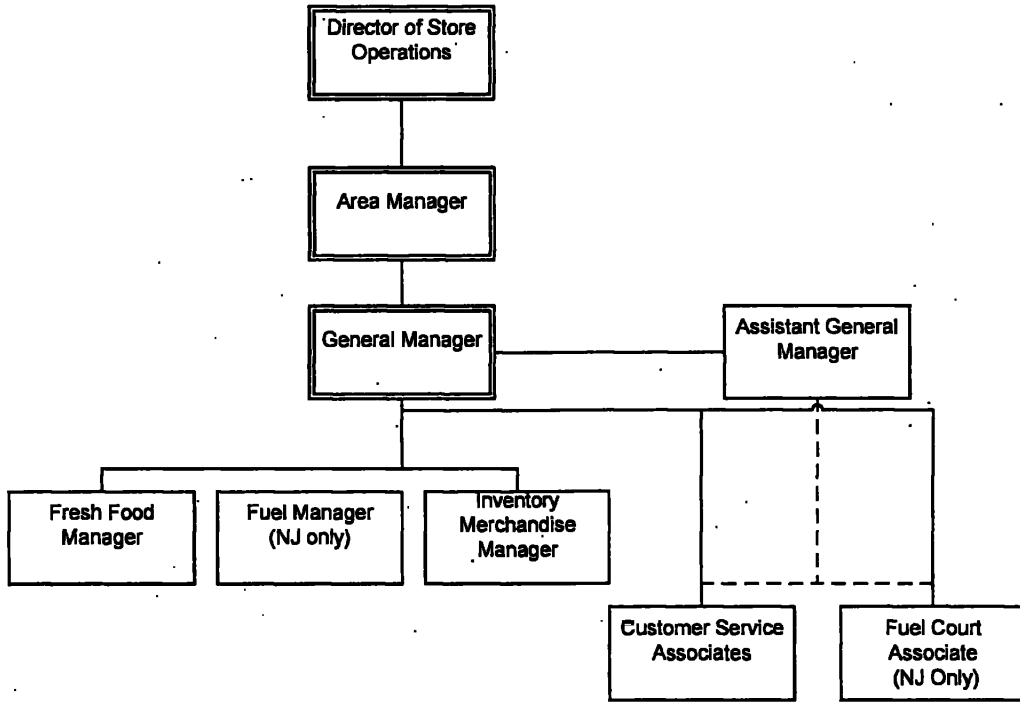 Director of Store
Operations
Area Manager
General Manager
Assistant General
Manager
Fresh Food
Manager
Fuel Manager
(NJ only)
Inventory
Merchandise
Manager
Customer Service
Associates
Fuel Court
Associate
(NJ Only)